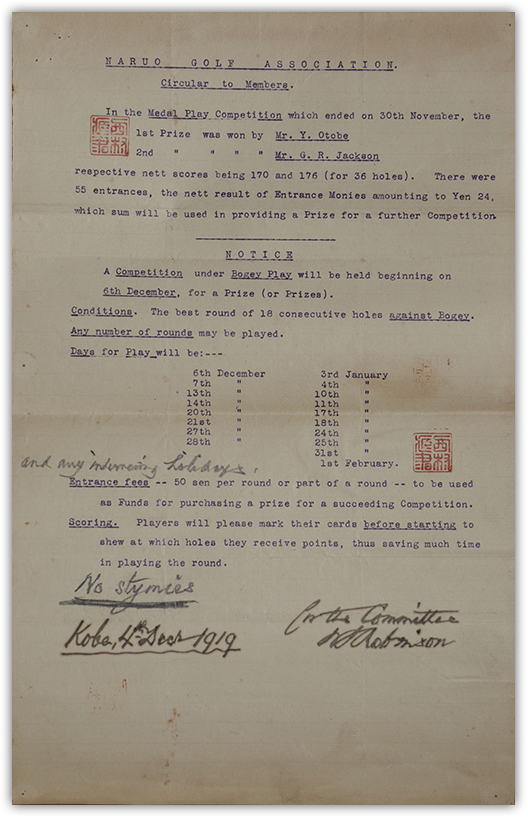 NARUO GOLF ASSOCIATION.
Circular to Members.
In the Medal Play Competition which ended on 30th November, the
1st Prize was won by Mr. Y. Otobe
2nd " " " " Mr. G. R. Jackson
respective nett scores being 170 and 176 (for 36 holes). There were
55 entrances, the nett result of Entrance Monies amounting to Yen 24,
which sum will be used in providing a Prize for a further Competition.
NOTICE
A Competition under Bogey Play will be held beginning on
6th December, for a Prize (or Prizes).
Conditions. The best round of 18 consecutive holes against Bogey.
Any number of rounds may be played.
Days for Play will be:---
6th December 3rd January
7th " 4th "
13th " 10th "
14th " 11th "
20th " 17th "
21st " 18th "
27th " 24th "
28th " 25th "
31st "
1st February.
and any intervening holidays.
Entrance fees -- 50 sen per round or part of a round -- to be used
as Funds for purchasing a prize for a succeeding Competition.
Scoring. Players will please mark their cards before starting to
shew at which holes they receive points, thus saving much time
in playing the round.
No stymies
Kobe, 4th Decr 1919
for the Committee
Robinson